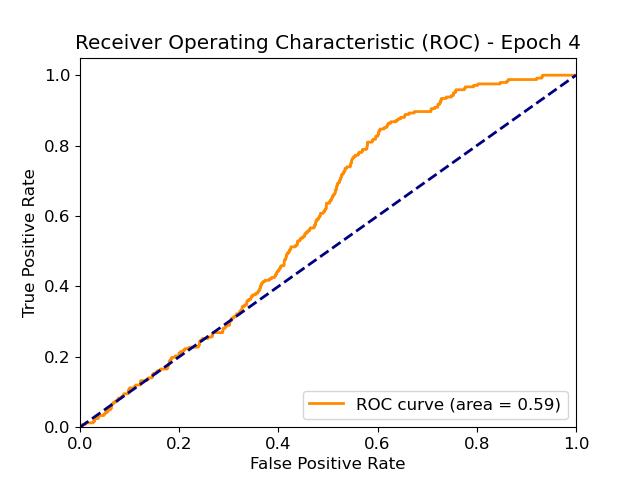 Receiver Operating Characteristic (ROC) - Epoch 4
True Positive Rate
1.0
0.8
0.6
0.4
0.2
0.0
ROC curve (area = 0.59)
0.0 0.2 0.4 0.6 0.8 1.0
False Positive Rate